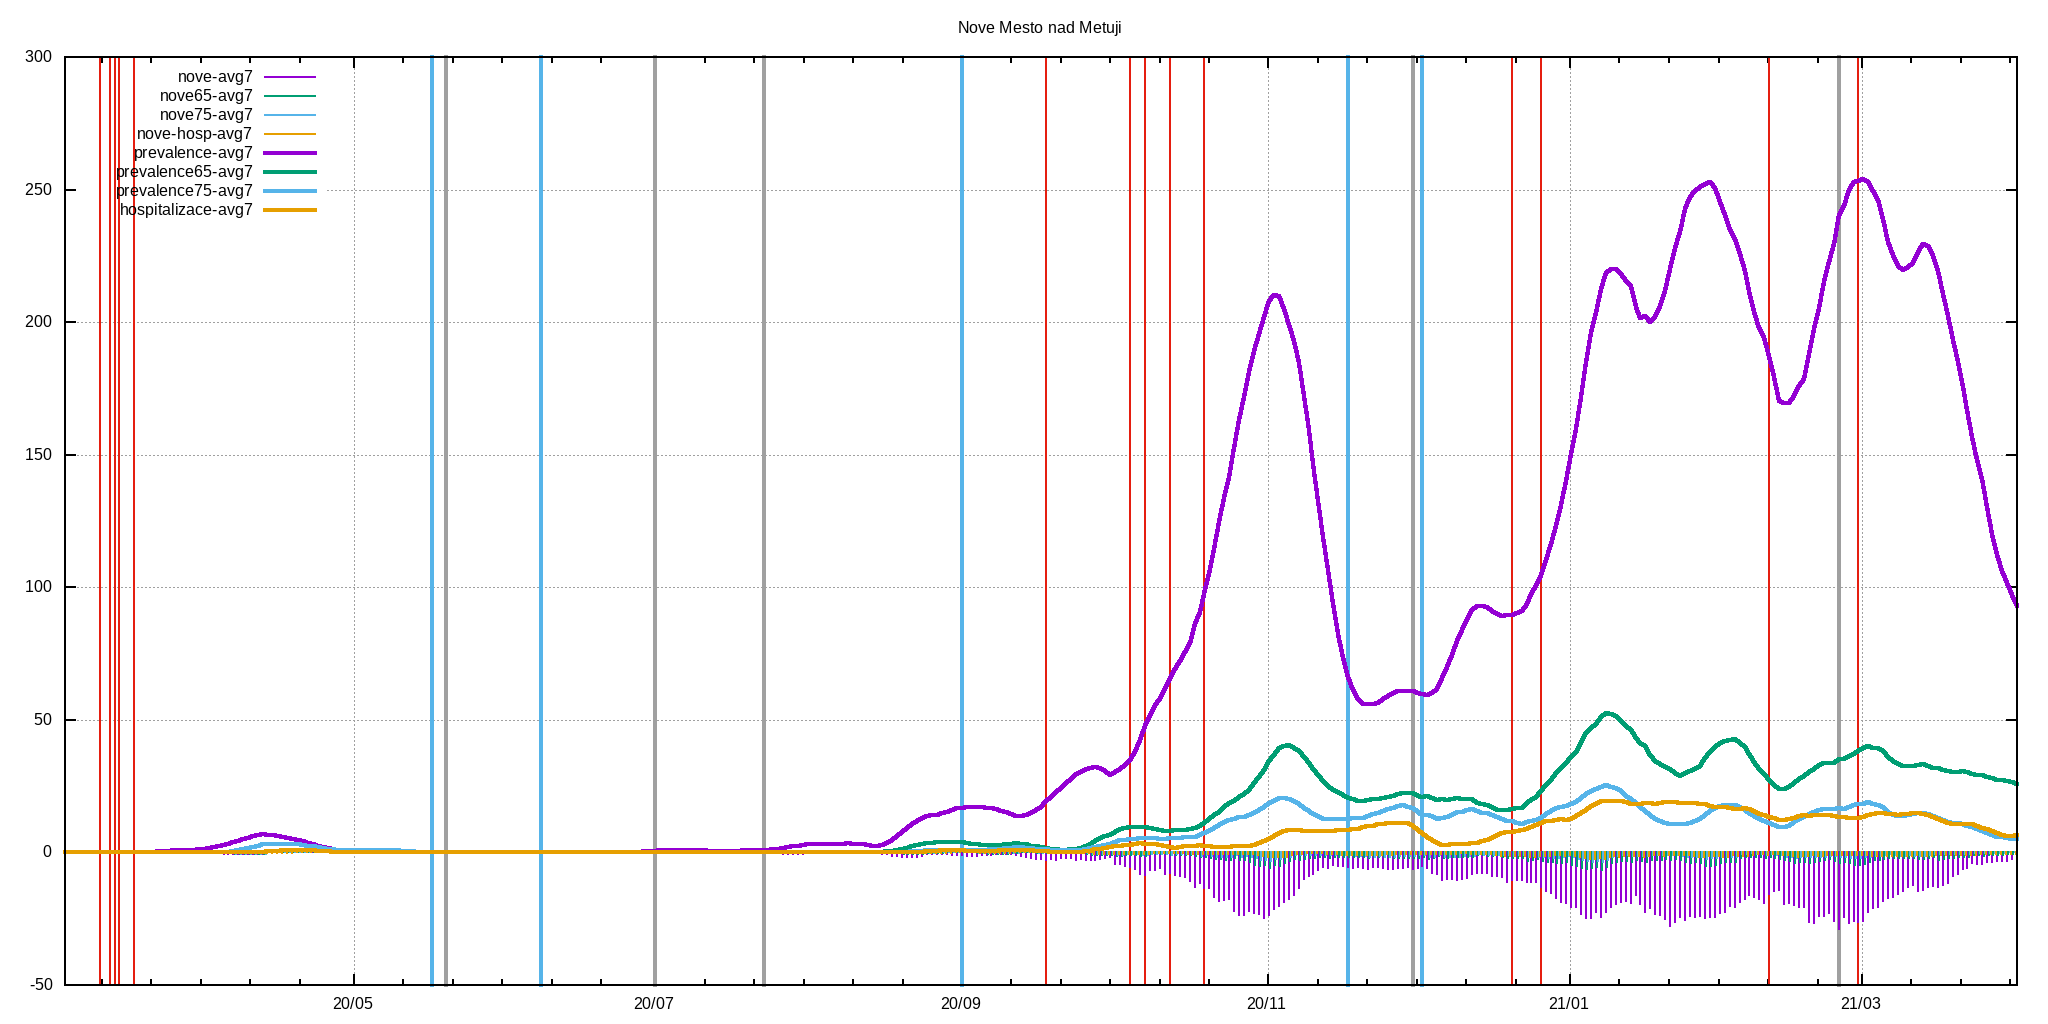 Nove Mesto nad Metuji
300
250
200
150
100
50
0
-50
nove-avg7
nove65-avg7
nove75-avg7
nove-hosp-avg7
prevalence-avg7
prevalence65-avg7
prevalence75-avg7
hospitalizace-avg7
20/05 20/07 20/09 20/11 21/01 21/03